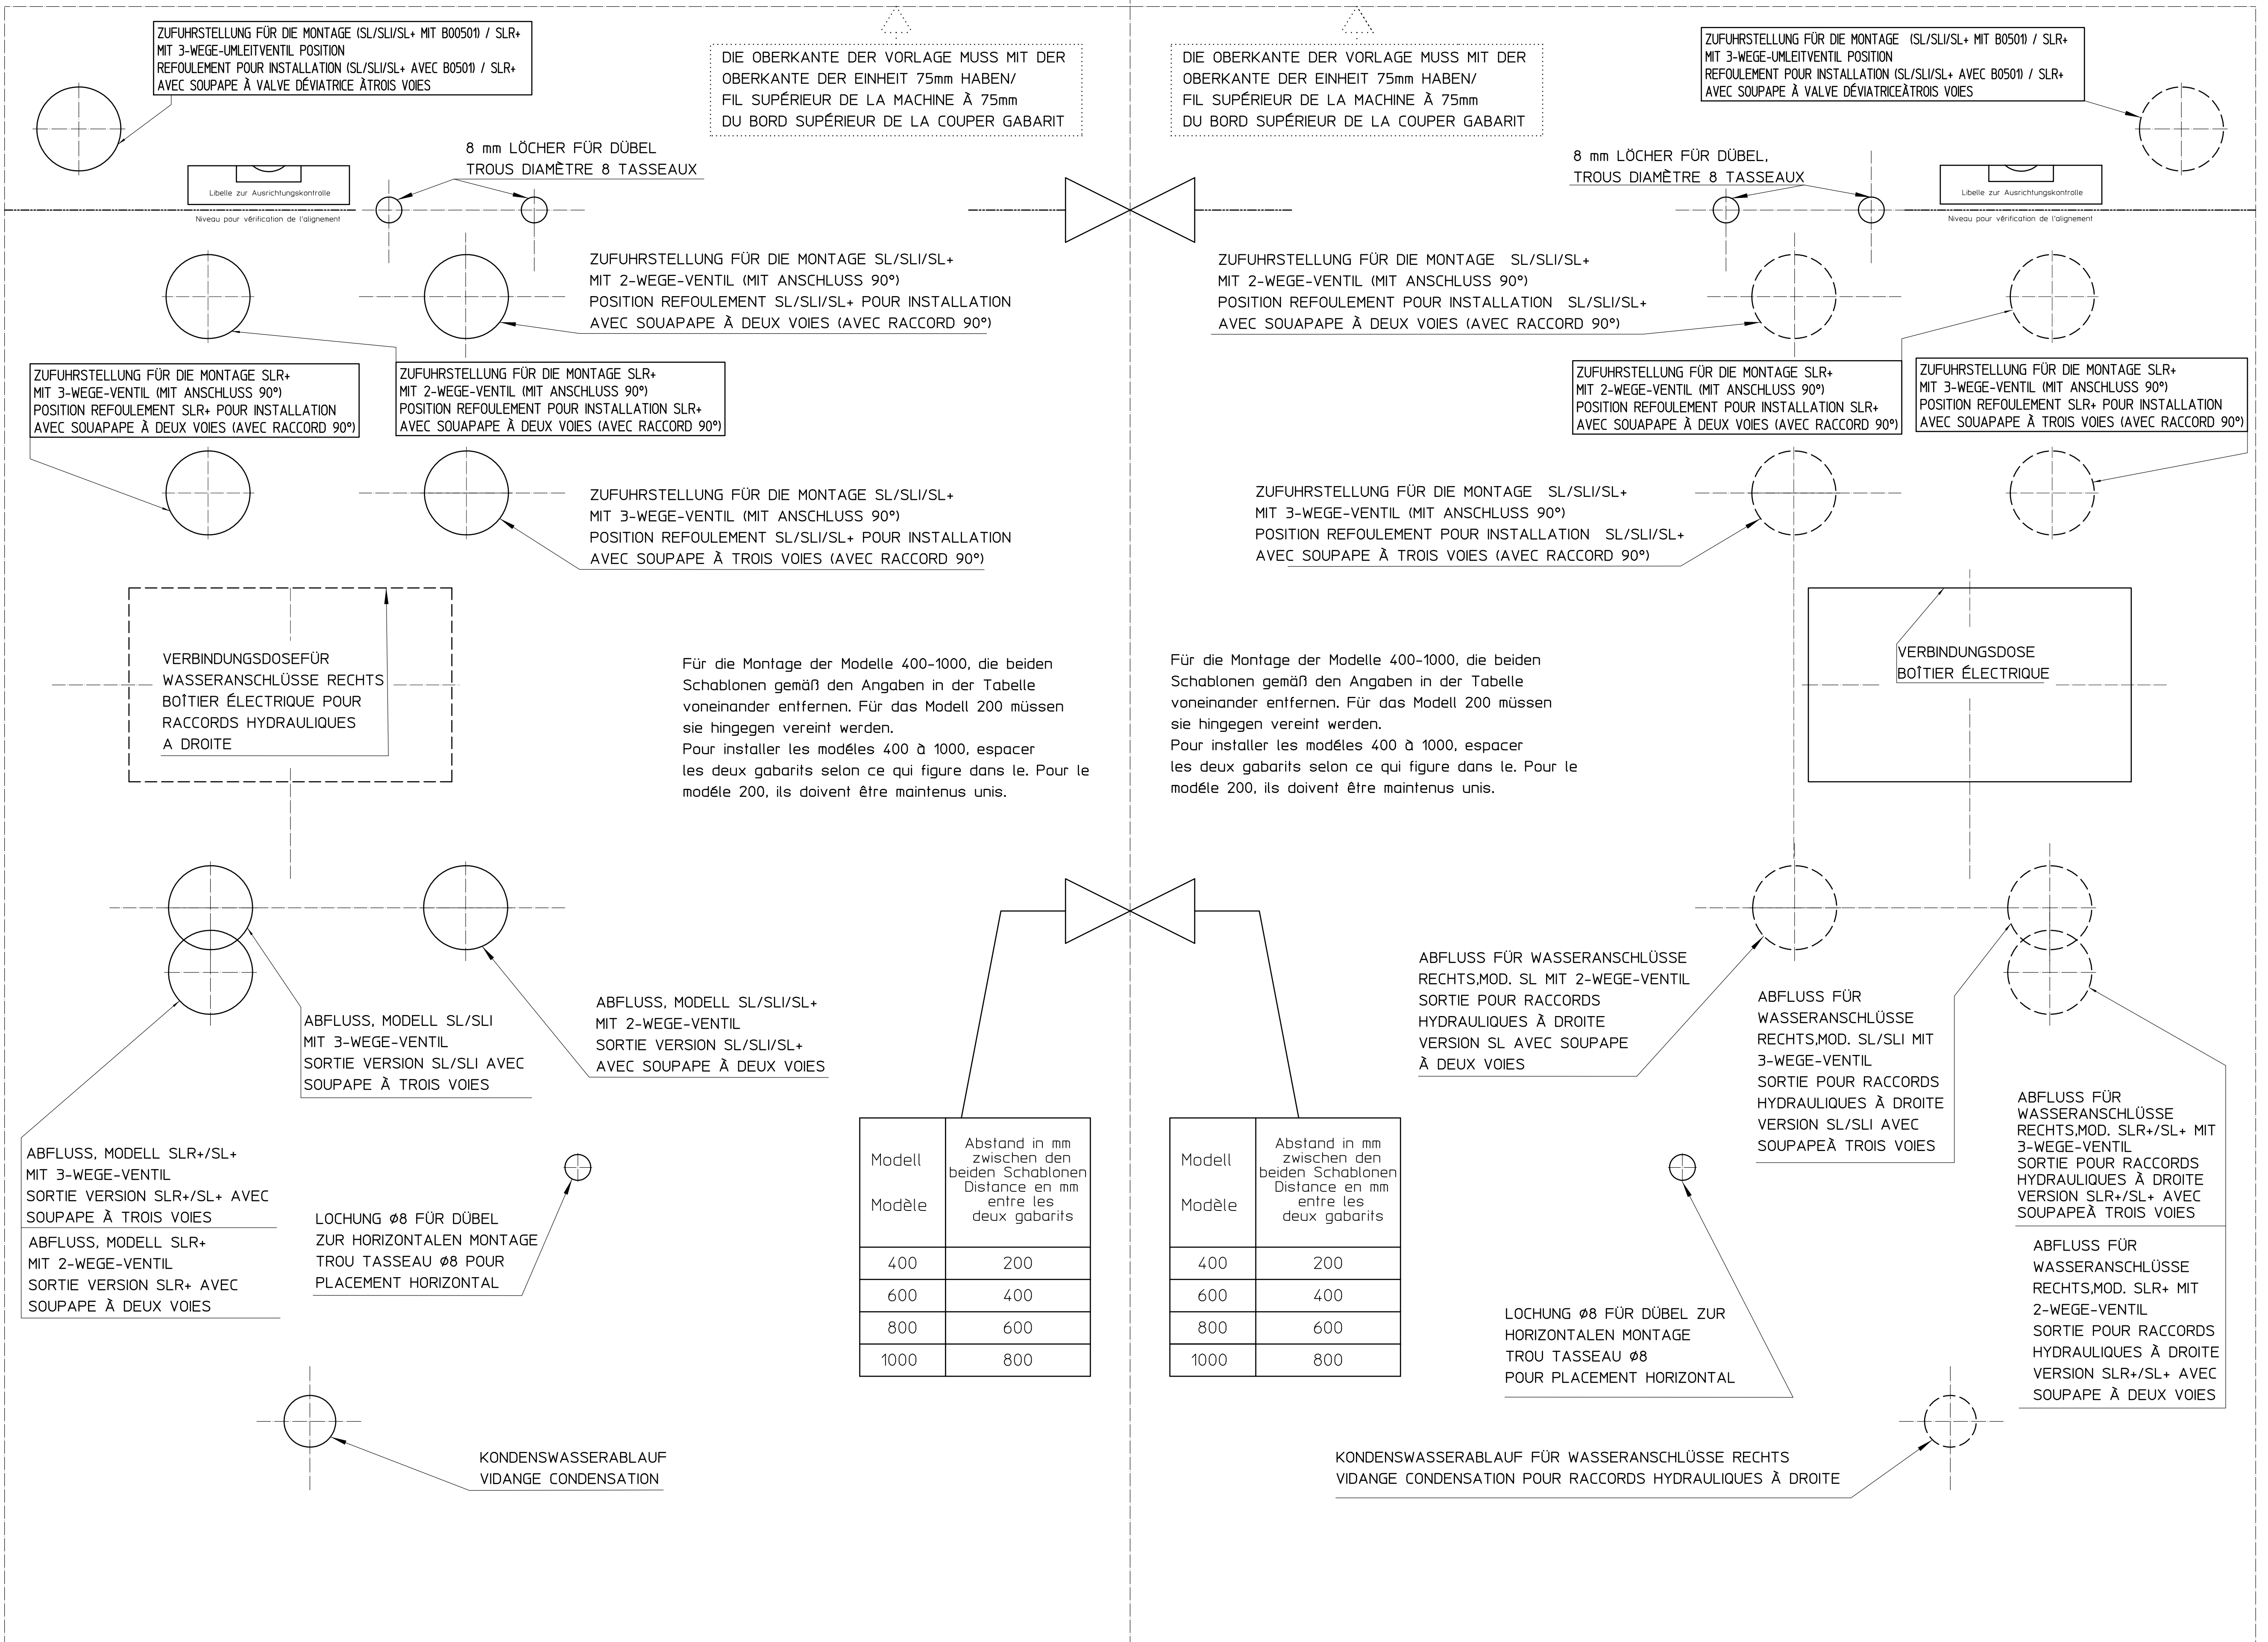 ZUFUHRSTELLUNG FÜR DIE MONTAGE (SL/SLI/SL+ MIT B00501) / SLR+
MIT 3-WEGE-UMLEITVENTIL POSITION
REFOULEMENT POUR INSTALLATION (SL/SLI/SL+ AVEC B0501) / SLR+
AVEC SOUPAPE À VALVE DÉVIATRICE ÀTROIS VOIES
DIE OBERKANTE DER VORLAGE MUSS MIT DER
OBERKANTE DER EINHEIT 75mm HABEN/
FIL SUPÉRIEUR DE LA MACHINE À 75mm
DU BORD SUPÉRIEUR DE LA COUPER GABARIT
8 mm LÖCHER FÜR DÜBEL
TROUS DIAMÈTRE 8 TASSEAUX
Libelle zur Ausrichtungskontrolle
Niveau pour vérification de l'alignement
ZUFUHRSTELLUNG FÜR DIE MONTAGE SL/SLI/SL+
MIT 2-WEGE-VENTIL (MIT ANSCHLUSS 90°)
POSITION REFOULEMENT SL/SLI/SL+ POUR INSTALLATION
AVEC SOUAPAPE À DEUX VOIES (AVEC RACCORD 90°)
ZUFUHRSTELLUNG FÜR DIE MONTAGE SLR+
MIT 3-WEGE-VENTIL (MIT ANSCHLUSS 90°)
POSITION REFOULEMENT SLR+ POUR INSTALLATION
AVEC SOUAPAPE À DEUX VOIES (AVEC RACCORD 90°)
ZUFUHRSTELLUNG FÜR DIE MONTAGE SLR+
MIT 2-WEGE-VENTIL (MIT ANSCHLUSS 90°)
POSITION REFOULEMENT POUR INSTALLATION SLR+
AVEC SOUAPAPE À DEUX VOIES (AVEC RACCORD 90°)
ZUFUHRSTELLUNG FÜR DIE MONTAGE SL/SLI/SL+
MIT 3-WEGE-VENTIL (MIT ANSCHLUSS 90°)
POSITION REFOULEMENT SL/SLI/SL+ POUR INSTALLATION
AVEC SOUPAPE À TROIS VOIES (AVEC RACCORD 90°)
VERBINDUNGSDOSEFÜR
WASSERANSCHLÜSSE RECHTS
BOÎTIER ÉLECTRIQUE POUR
RACCORDS HYDRAULIQUES
A DROITE
Für die Montage der Modelle 400-1000, die beiden
Schablonen gemäß den Angaben in der Tabelle
voneinander entfernen. Für das Modell 200 müssen
sie hingegen vereint werden.
Pour installer les modéles 400 à 1000, espacer
les deux gabarits selon ce qui figure dans le. Pour le
modéle 200, ils doivent être maintenus unis.
ABFLUSS, MODELL SL/SLI
MIT 3-WEGE-VENTIL
SORTIE VERSION SL/SLI AVEC
SOUPAPE À TROIS VOIES
ABFLUSS, MODELL SL/SLI/SL+
MIT 2-WEGE-VENTIL
SORTIE VERSION SL/SLI/SL+
AVEC SOUPAPE À DEUX VOIES
ABFLUSS, MODELL SLR+/SL+
MIT 3-WEGE-VENTIL
SORTIE VERSION SLR+/SL+ AVEC
SOUPAPE À TROIS VOIES
ABFLUSS, MODELL SLR+
MIT 2-WEGE-VENTIL
SORTIE VERSION SLR+ AVEC
SOUPAPE À DEUX VOIES
LOCHUNG Ø8 FÜR DÜBEL
ZUR HORIZONTALEN MONTAGE
TROU TASSEAU Ø8 POUR
PLACEMENT HORIZONTAL
KONDENSWASSERABLAUF
VIDANGE CONDENSATION
Modell
Modèle
Abstand in mm
zwischen den
beiden Schablonen
Distance en mm
entre les
deux gabarits
400 200
600 400
800 600
1000 800
DIE OBERKANTE DER VORLAGE MUSS MIT DER
OBERKANTE DER EINHEIT 75mm HABEN/
FIL SUPÉRIEUR DE LA MACHINE À 75mm
DU BORD SUPÉRIEUR DE LA COUPER GABARIT
ZUFUHRSTELLUNG FÜR DIE MONTAGE (SL/SLI/SL+ MIT B0501) / SLR+
MIT 3-WEGE-UMLEITVENTIL POSITION
REFOULEMENT POUR INSTALLATION (SL/SLI/SL+ AVEC B0501) / SLR+
AVEC SOUPAPE À VALVE DÉVIATRICEÀTROIS VOIES
8 mm LÖCHER FÜR DÜBEL,
TROUS DIAMÈTRE 8 TASSEAUX
Libelle zur Ausrichtungskontrolle
Niveau pour vérification de l'alignement
ZUFUHRSTELLUNG FÜR DIE MONTAGE SL/SLI/SL+
MIT 2-WEGE-VENTIL (MIT ANSCHLUSS 90°)
POSITION REFOULEMENT POUR INSTALLATION SL/SLI/SL+
AVEC SOUAPAPE À DEUX VOIES (AVEC RACCORD 90°)
ZUFUHRSTELLUNG FÜR DIE MONTAGE SLR+
MIT 2-WEGE-VENTIL (MIT ANSCHLUSS 90°)
POSITION REFOULEMENT POUR INSTALLATION SLR+
AVEC SOUAPAPE À DEUX VOIES (AVEC RACCORD 90°)
ZUFUHRSTELLUNG FÜR DIE MONTAGE SLR+
MIT 3-WEGE-VENTIL (MIT ANSCHLUSS 90°)
POSITION REFOULEMENT SLR+ POUR INSTALLATION
AVEC SOUAPAPE À TROIS VOIES (AVEC RACCORD 90°)
ZUFUHRSTELLUNG FÜR DIE MONTAGE SL/SLI/SL+
MIT 3-WEGE-VENTIL (MIT ANSCHLUSS 90°)
POSITION REFOULEMENT POUR INSTALLATION SL/SLI/SL+
AVEC SOUPAPE À TROIS VOIES (AVEC RACCORD 90°)
Für die Montage der Modelle 400-1000, die beiden
Schablonen gemäß den Angaben in der Tabelle
voneinander entfernen. Für das Modell 200 müssen
sie hingegen vereint werden.
Pour installer les modéles 400 à 1000, espacer
les deux gabarits selon ce qui figure dans le. Pour le
modéle 200, ils doivent être maintenus unis.
VERBINDUNGSDOSE
BOÎTIER ÉLECTRIQUE
ABFLUSS FÜR WASSERANSCHLÜSSE
RECHTS,MOD. SL MIT 2-WEGE-VENTIL
SORTIE POUR RACCORDS
HYDRAULIQUES À DROITE
VERSION SL AVEC SOUPAPE
À DEUX VOIES
ABFLUSS FÜR
WASSERANSCHLÜSSE
RECHTS,MOD. SL/SLI MIT
3-WEGE-VENTIL
SORTIE POUR RACCORDS
HYDRAULIQUES À DROITE
VERSION SL/SLI AVEC
SOUPAPEÀ TROIS VOIES
ABFLUSS FÜR
WASSERANSCHLÜSSE
RECHTS,MOD. SLR+/SL+ MIT
3-WEGE-VENTIL
SORTIE POUR RACCORDS
HYDRAULIQUES À DROITE
VERSION SLR+/SL+ AVEC
SOUPAPEÀ TROIS VOIES
ABFLUSS FÜR
WASSERANSCHLÜSSE
RECHTS,MOD. SLR+ MIT
2-WEGE-VENTIL
SORTIE POUR RACCORDS
HYDRAULIQUES À DROITE
VERSION SLR+/SL+ AVEC
SOUPAPE À DEUX VOIES
Modell
Modèle
Abstand in mm
zwischen den
beiden Schablonen
Distance en mm
entre les
deux gabarits
400 200
600 400
800 600
1000 800
LOCHUNG Ø8 FÜR DÜBEL ZUR
HORIZONTALEN MONTAGE
TROU TASSEAU Ø8
POUR PLACEMENT HORIZONTAL
KONDENSWASSERABLAUF FÜR WASSERANSCHLÜSSE RECHTS
VIDANGE CONDENSATION POUR RACCORDS HYDRAULIQUES À DROITE